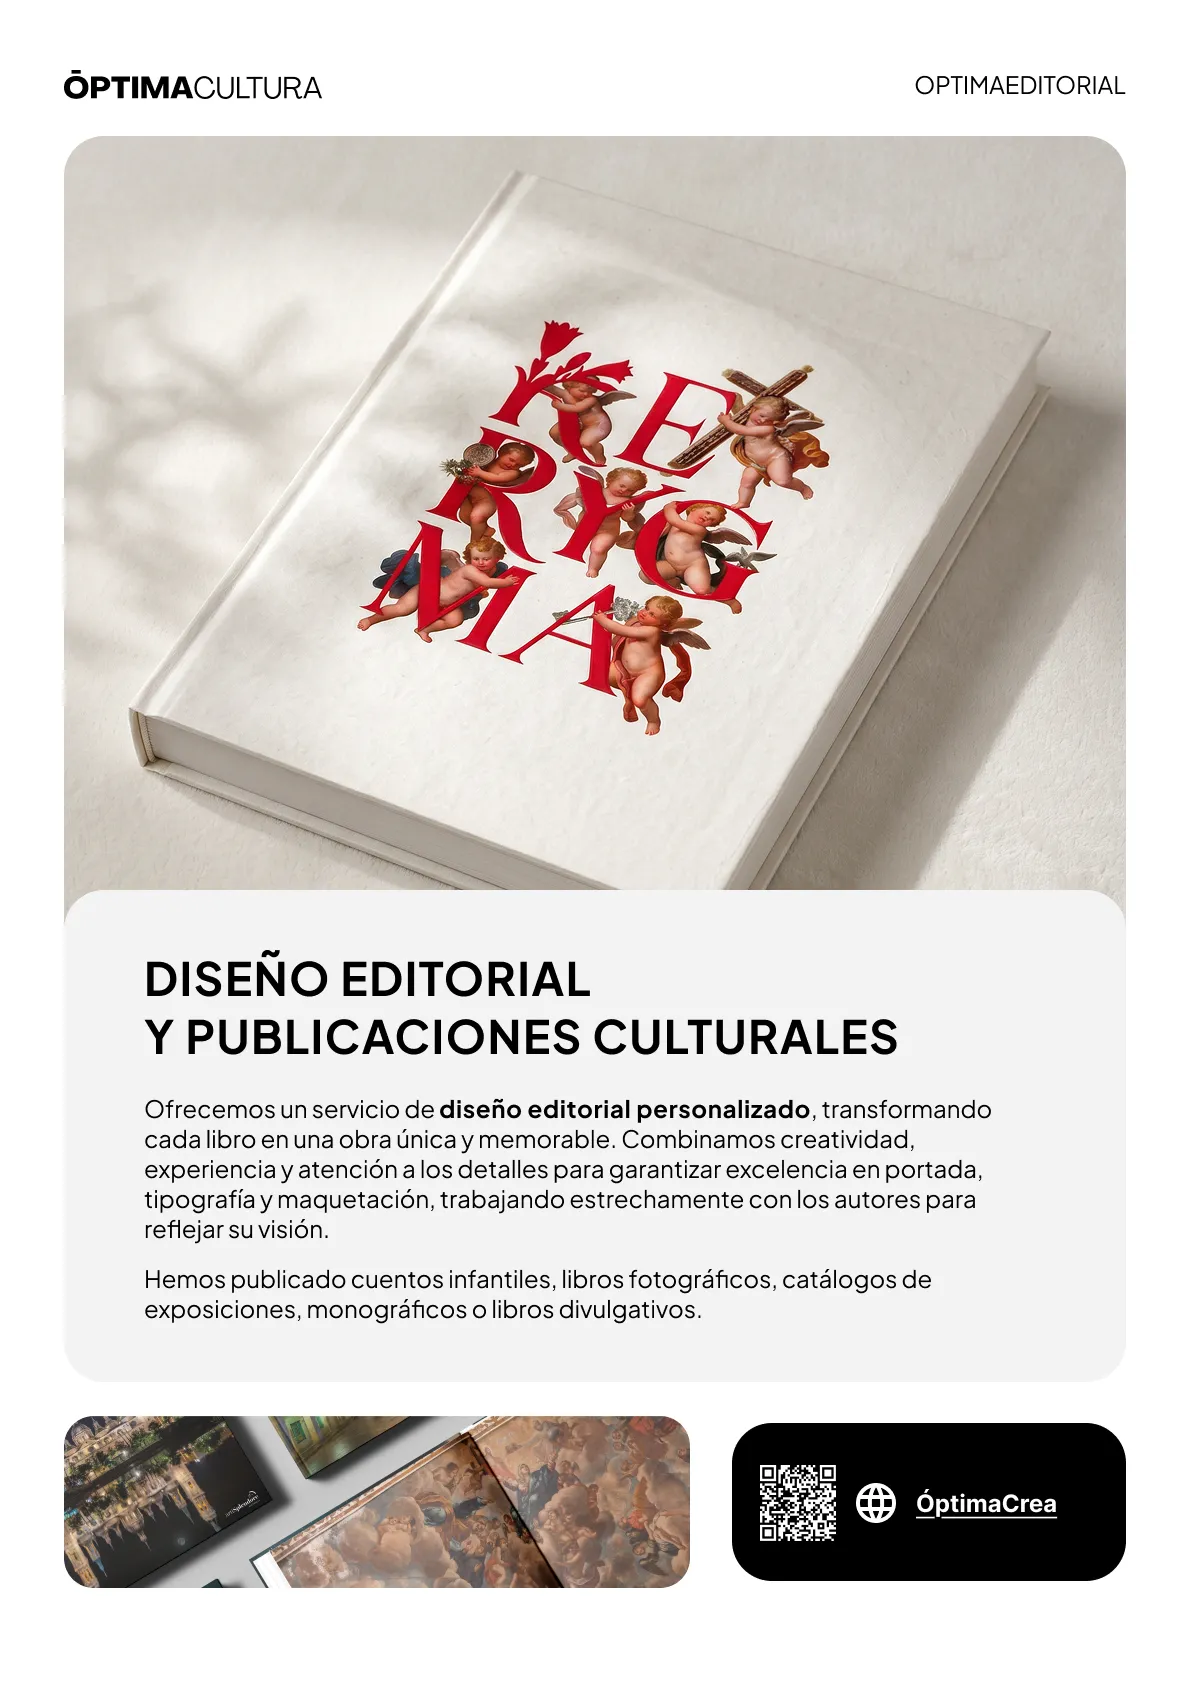 ŌPTIMACULTURA
OPTIMAEDITORIAL
KE
RYG
MA
DISEÑO EDITORIAL
Y PUBLICACIONES CULTURALES
Ofrecemos un servicio de diseño editorial personalizado, transformando
cada libro en una obra única y memorable. Combinamos creatividad,
experiencia y atención a los detalles para garantizar excelencia en portada,
tipografía y maquetación, trabajando estrechamente con los autores para
reflejar su visión.
Hemos publicado cuentos infantiles, libros fotográficos, catálogos de
exposiciones, monográficos o libros divulgativos.
artiSplendore
ÓptimaCrea